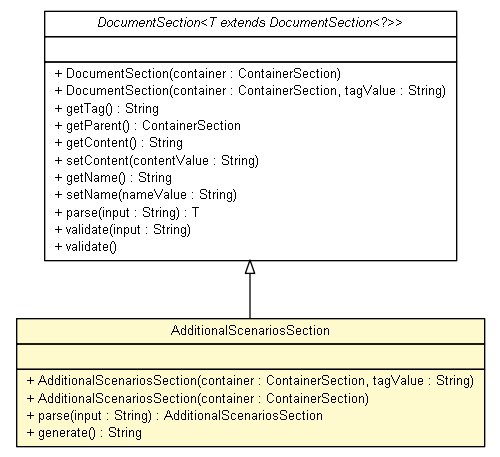 DocumentSection<T extends DocumentSection<?>>
+ DocumentSection(container : ContainerSection)
+ DocumentSection(container : ContainerSection, tagValue : String)
+ getTag() : String
+ getParent() : ContainerSection
+ getContent() : String
+ setContent(contentValue : String)
+ getName() : String
+ setName(nameValue : String)
+ parse(input : String) : T
+ validate(input : String)
+ validate()
AdditionalScenariosSection
+ AdditionalScenariosSection(container : ContainerSection, tagValue : String)
+ AdditionalScenariosSection(container : ContainerSection)
+ parse(input : String) : AdditionalScenariosSection
+ generate() : String